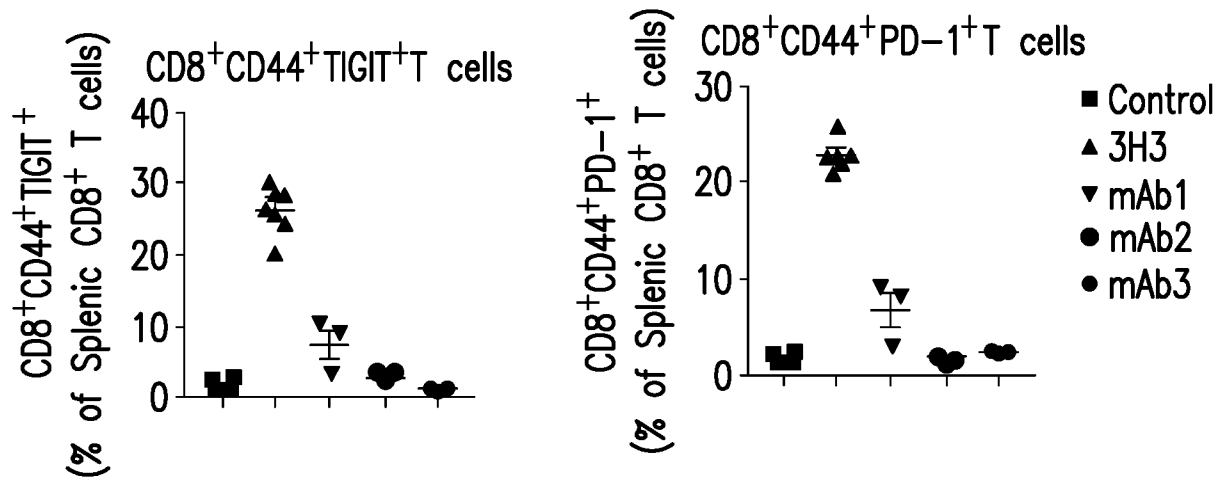 CD8⁺CD44⁺TIGIT⁺T cells
CD8⁺CD44⁺TIGIT⁺
(% of Splenic CD8⁺ T cells)
40
30
20
10
0
CD8⁺CD44⁺PD-1⁺T cells
CD8⁺CD44⁺PD-1⁺
(% of Splenic CD8⁺ T cells)
30
20
10
0
Control
3H3
mAb1
mAb2
mAb3